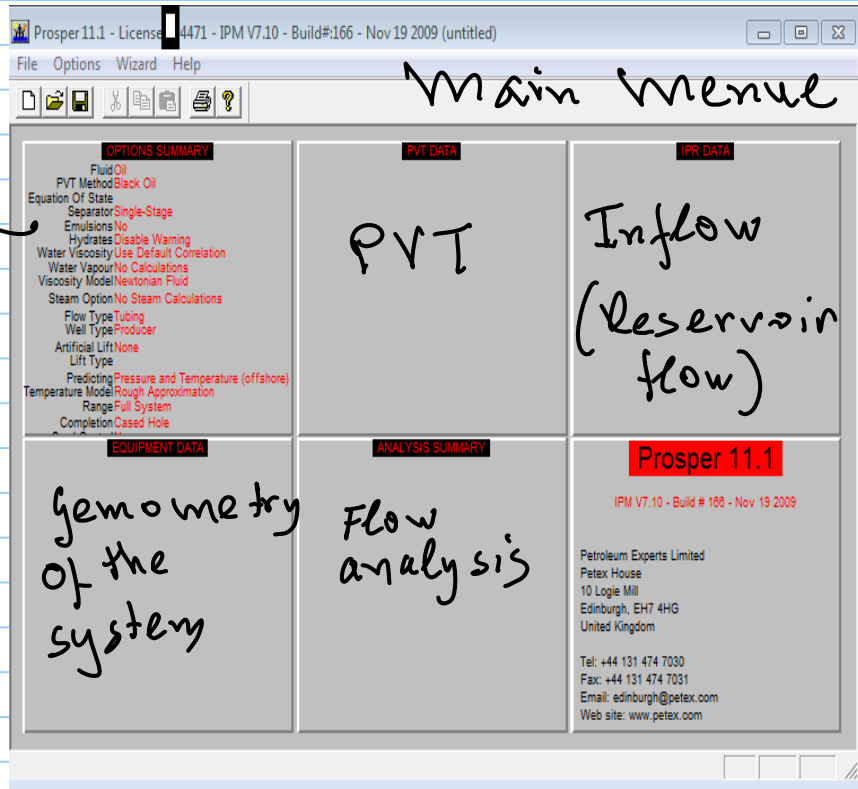 Prosper 11.1 - License 4471 - IPM V7.10 - Build#:166 - Nov 19 2009 (untitled)
File Options Wizard Help
Main Menue
OPTIONS SUMMARY
Fluid Oil
PVT Method Black Oil
Equation Of State
Separator Single-Stage
Emulsions No
Hydrates Disable Warning
Water Viscosity Use Default Correlation
Water Vapour No Calculations
Viscosity Model Newtonian Fluid
Steam Option No Steam Calculations
Flow Type Tubing
Well Type Producer
Artificial Lift None
Lift Type
Predicting Pressure and Temperature (offshore)
Temperature Model Rough Approximation
Range Full System
Completion Cased Hole
PVT DATA
PVT
IPR DATA
Inflow
(Reservoir
flow)
EQUIPMENT DATA
Gemometry
of the
system
ANALYSIS SUMMARY
Flow
analysis
Prosper 11.1
IPM V7.10 - Build # 166 - Nov 19 2009
Petroleum Experts Limited
Petex House
10 Logie Mill
Edinburgh, EH7 4HG
United Kingdom
Tel: +44 131 474 7030
Fax: +44 131 474 7031
Email: edinburgh@petex.com
Web site: www.petex.com